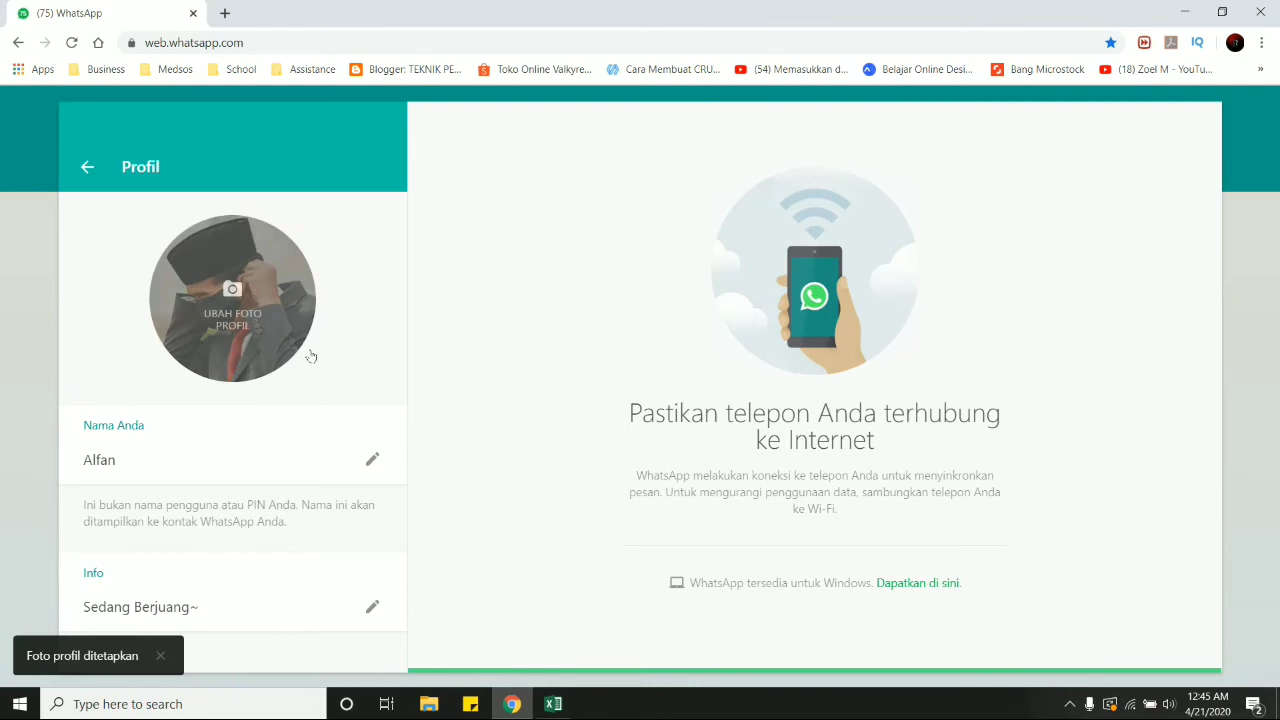 (75) WhatsApp
web.whatsapp.com
IQ
Apps
Business
Medsos
School
Assistance
Blogger: TEKNIK PE...
Toko Online Valkyre...
Cara Membuat CRU...
(54) Memasukkan d...
Belajar Online Desi...
Bang Microstock
(18) Zoel M - YouTu...
»
Profil
UBAH FOTO
PROFIL
Nama Anda
Alfan
Ini bukan nama pengguna atau PIN Anda. Nama ini akan
ditampilkan ke kontak WhatsApp Anda.
Info
Sedang Berjuang~
Foto profil ditetapkan
Pastikan telepon Anda terhubung
ke Internet
WhatsApp melakukan koneksi ke telepon Anda untuk menyinkronkan
pesan. Untuk mengurangi penggunaan data, sambungkan telepon Anda
ke Wi-Fi.
WhatsApp tersedia untuk Windows. Dapatkan di sini.
Type here to search
12:45 AM
4/21/2020
2